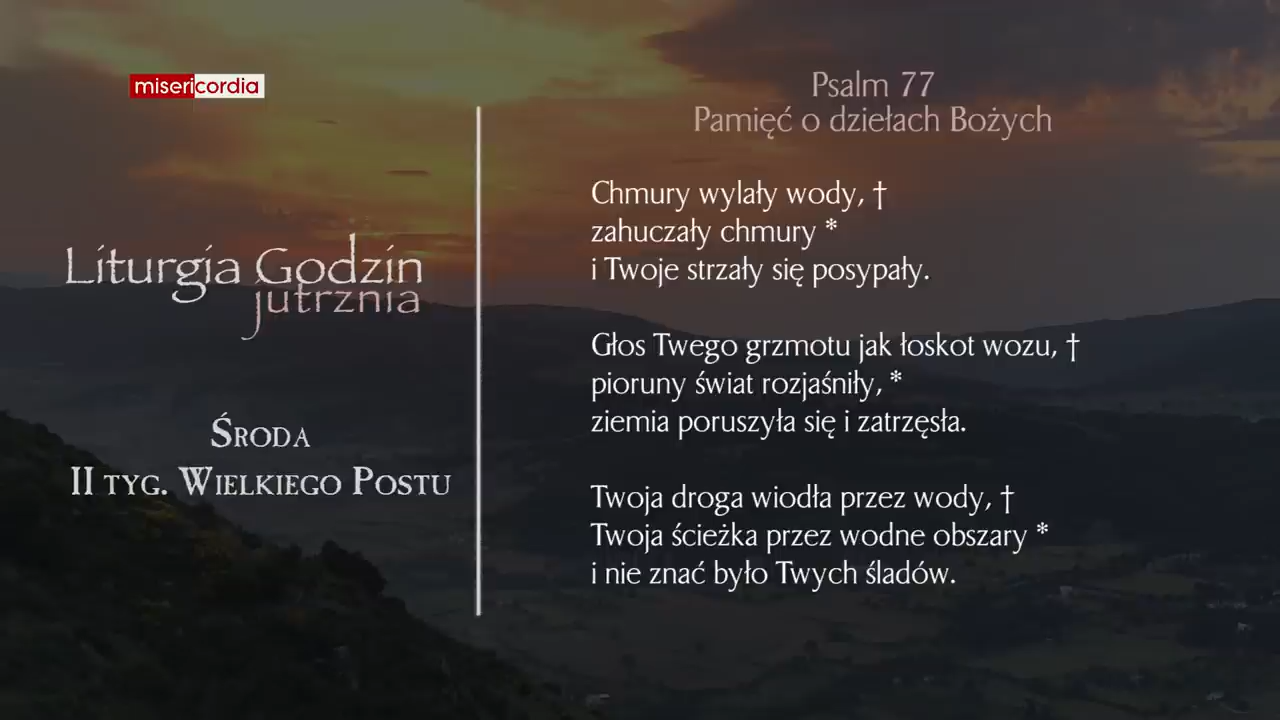 misericordia
Liturgia Godzin
jutrznia
Środa
II tyg. Wielkiego Postu
Psalm 77
Pamięć o dziełach Bożych
Chmury wylały wody, †
zahuczały chmury *
i Twoje strzały się posypały.
Głos Twego grzmotu jak łoskot wozu, †
pioruny świat rozjaśniły, *
ziemia poruszyła się i zatrzęsła.
Twoja droga wiodła przez wody, †
Twoja ścieżka przez wodne obszary *
i nie znać było Twych śladów.